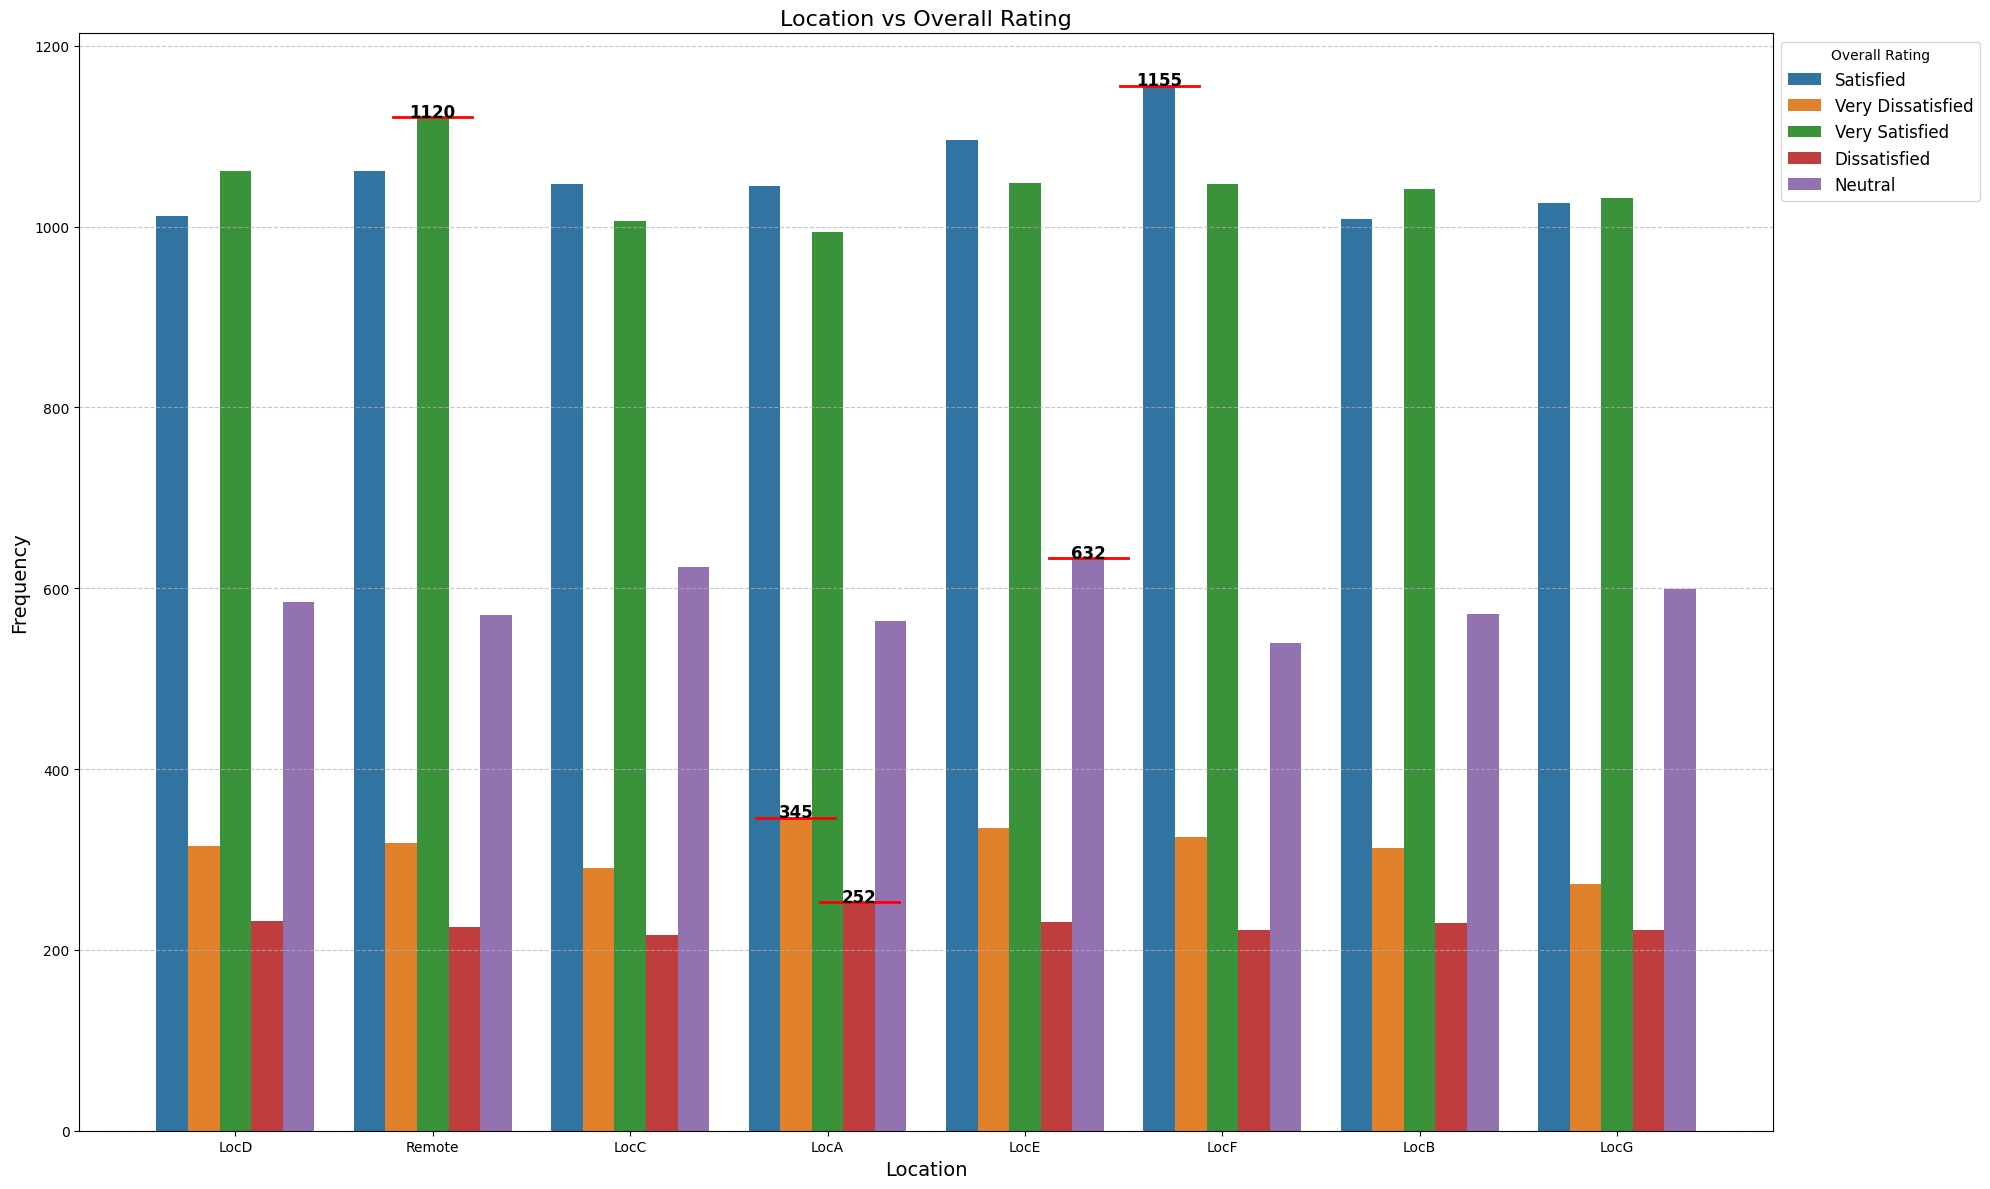 Location vs Overall Rating
Overall Rating
Satisfied
Very Dissatisfied
Very Satisfied
Dissatisfied
Neutral
Frequency
1200
1000
800
600
400
200
0
1120
1155
632
345
252
LocD Remote LocC LocA LocE LocF LocB LocG
Location